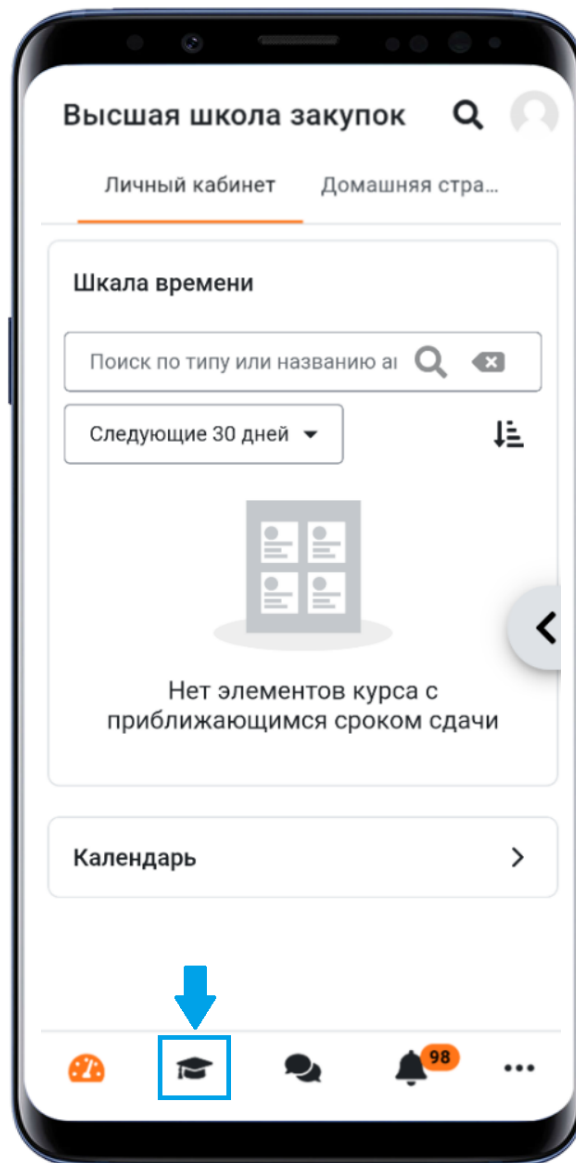 Высшая школа закупок
Личный кабинет Домашняя стра...
Шкала времени
Поиск по типу или названию
Следующие 30 дней
Нет элементов курса с
приближающимся сроком сдачи
Календарь
98